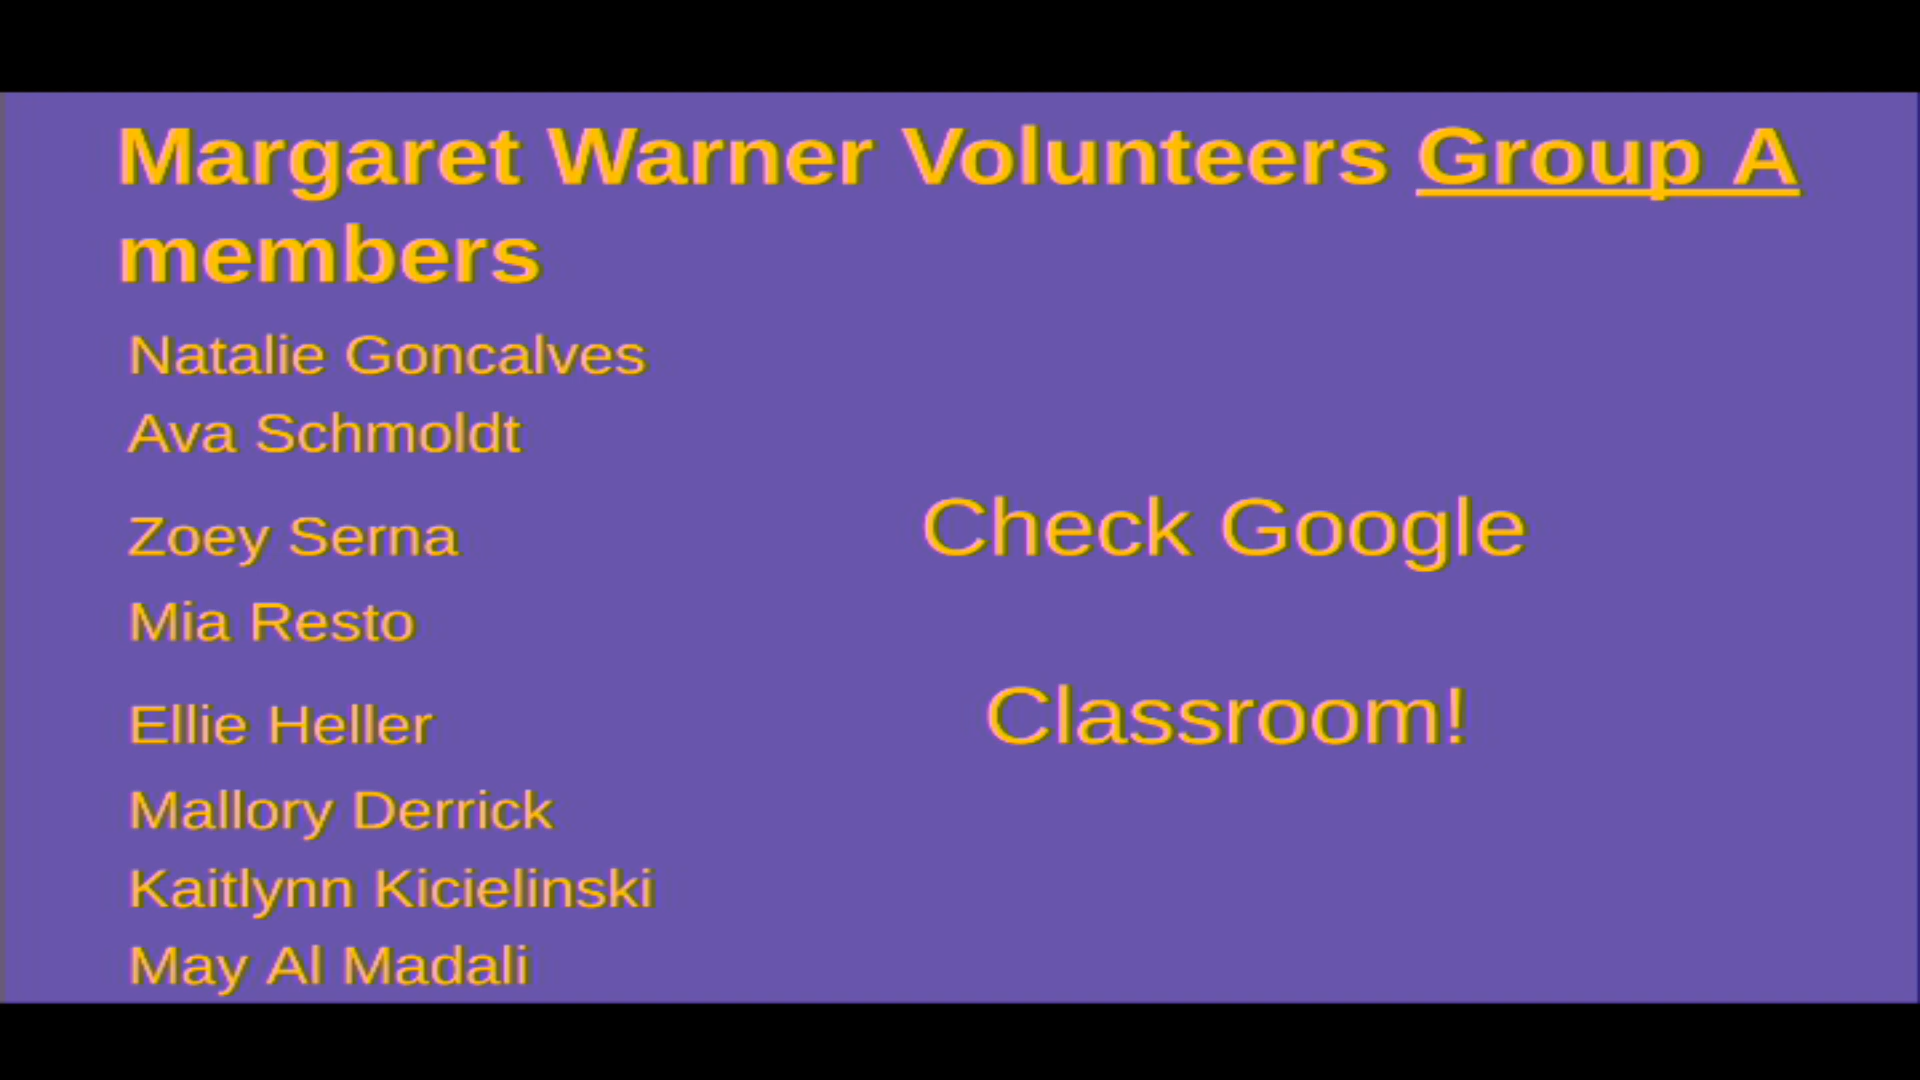 Margaret Warner Volunteers Group A
members
Natalie Goncalves
Ava Schmoldt
Zoey Serna
Mia Resto
Ellie Heller
Mallory Derrick
Kaitlynn Kicielinski
May Al Madali
Check Google
Classroom!